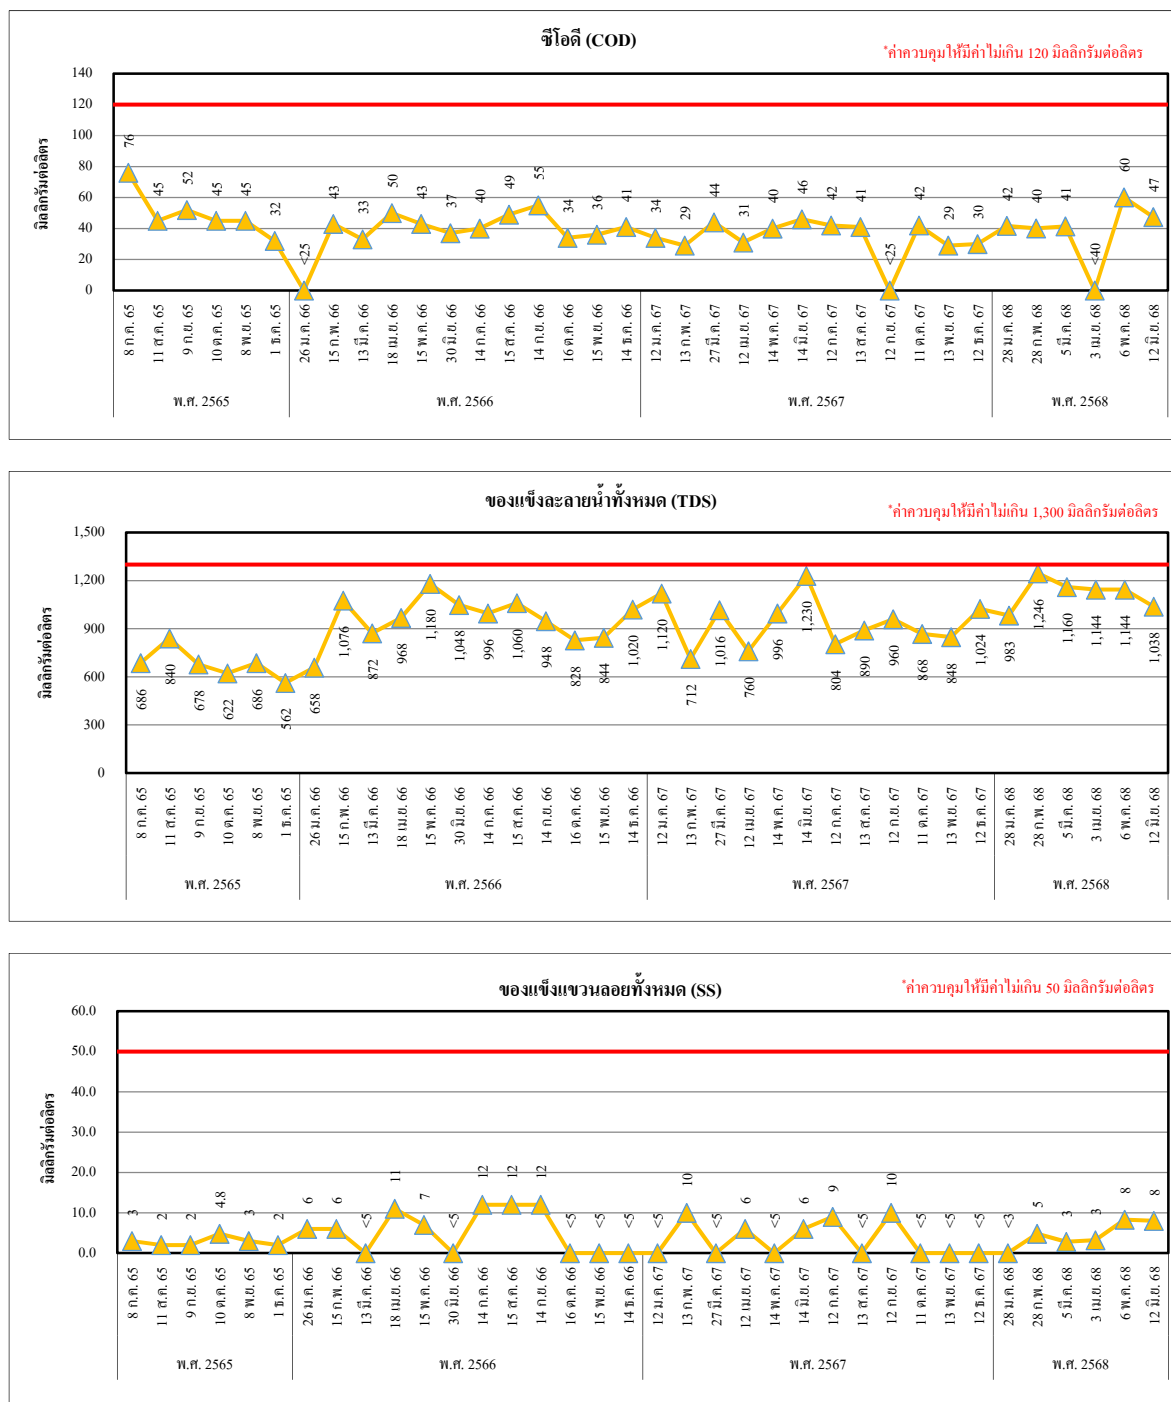 ซีโอดี (COD)
*ค่าควบคุมให้มีค่าไม่เกิน 120 มิลลิกรัมต่อลิตร
มิลลิกรัมต่อลิตร
140
120
100
80
60
40
20
0
76 45 52 45 45 32 <25 43 33 50 43 37 40 49 55 34 36 41 34 29 44 31 40 46 42 41 <25 42 29 30 42 40 41 <40 60 47
8 ก.ค. 65 11 ส.ค. 65 9 ก.ย. 65 10 ต.ค. 65 8 พ.ย. 65 1 ธ.ค. 65 26 ม.ค. 66 15 ก.พ. 66 13 มี.ค. 66 18 เม.ย. 66 15 พ.ค. 66 30 มิ.ย. 66 14 ก.ค. 66 15 ส.ค. 66 14 ก.ย. 66 16 ต.ค. 66 15 พ.ย. 66 14 ธ.ค. 66 12 ม.ค. 67 13 ก.พ. 67 27 มี.ค. 67 12 เม.ย. 67 14 พ.ค. 67 14 มิ.ย. 67 12 ก.ค. 67 13 ส.ค. 67 12 ก.ย. 67 11 ต.ค. 67 13 พ.ย. 67 12 ธ.ค. 67 28 ม.ค. 68 28 ก.พ. 68 5 มี.ค. 68 3 เม.ย. 68 6 พ.ค. 68 12 มิ.ย. 68
พ.ศ. 2565 พ.ศ. 2566 พ.ศ. 2567 พ.ศ. 2568
ของแข็งละลายน้ำทั้งหมด (TDS)
*ค่าควบคุมให้มีค่าไม่เกิน 1,300 มิลลิกรัมต่อลิตร
มิลลิกรัมต่อลิตร
1,500
1,200
900
600
300
0
686 840 678 622 686 562 658 1,076 872 968 1,180 1,048 996 1,060 948 828 844 1,020 1,120 712 1,016 760 996 1,230 804 890 960 868 848 1,024 983 1,246 1,160 1,144 1,144 1,038
8 ก.ค. 65 11 ส.ค. 65 9 ก.ย. 65 10 ต.ค. 65 8 พ.ย. 65 1 ธ.ค. 65 26 ม.ค. 66 15 ก.พ. 66 13 มี.ค. 66 18 เม.ย. 66 15 พ.ค. 66 30 มิ.ย. 66 14 ก.ค. 66 15 ส.ค. 66 14 ก.ย. 66 16 ต.ค. 66 15 พ.ย. 66 14 ธ.ค. 66 12 ม.ค. 67 13 ก.พ. 67 27 มี.ค. 67 12 เม.ย. 67 14 พ.ค. 67 14 มิ.ย. 67 12 ก.ค. 67 13 ส.ค. 67 12 ก.ย. 67 11 ต.ค. 67 13 พ.ย. 67 12 ธ.ค. 67 28 ม.ค. 68 28 ก.พ. 68 5 มี.ค. 68 3 เม.ย. 68 6 พ.ค. 68 12 มิ.ย. 68
พ.ศ. 2565 พ.ศ. 2566 พ.ศ. 2567 พ.ศ. 2568
ของแข็งแขวนลอยทั้งหมด (SS)
*ค่าควบคุมให้มีค่าไม่เกิน 50 มิลลิกรัมต่อลิตร
มิลลิกรัมต่อลิตร
60.0
50.0
40.0
30.0
20.0
10.0
0.0
3 2 2 4.8 3 2 6 6 <5 11 7 <5 12 12 12 <5 <5 <5 <5 10 <5 6 <5 6 9 <5 10 <5 <5 <5 <3 5 3 3 8 8
8 ก.ค. 65 11 ส.ค. 65 9 ก.ย. 65 10 ต.ค. 65 8 พ.ย. 65 1 ธ.ค. 65 26 ม.ค. 66 15 ก.พ. 66 13 มี.ค. 66 18 เม.ย. 66 15 พ.ค. 66 30 มิ.ย. 66 14 ก.ค. 66 15 ส.ค. 66 14 ก.ย. 66 16 ต.ค. 66 15 พ.ย. 66 14 ธ.ค. 66 12 ม.ค. 67 13 ก.พ. 67 27 มี.ค. 67 12 เม.ย. 67 14 พ.ค. 67 14 มิ.ย. 67 12 ก.ค. 67 13 ส.ค. 67 12 ก.ย. 67 11 ต.ค. 67 13 พ.ย. 67 12 ธ.ค. 67 28 ม.ค. 68 28 ก.พ. 68 5 มี.ค. 68 3 เม.ย. 68 6 พ.ค. 68 12 มิ.ย. 68
พ.ศ. 2565 พ.ศ. 2566 พ.ศ. 2567 พ.ศ. 2568